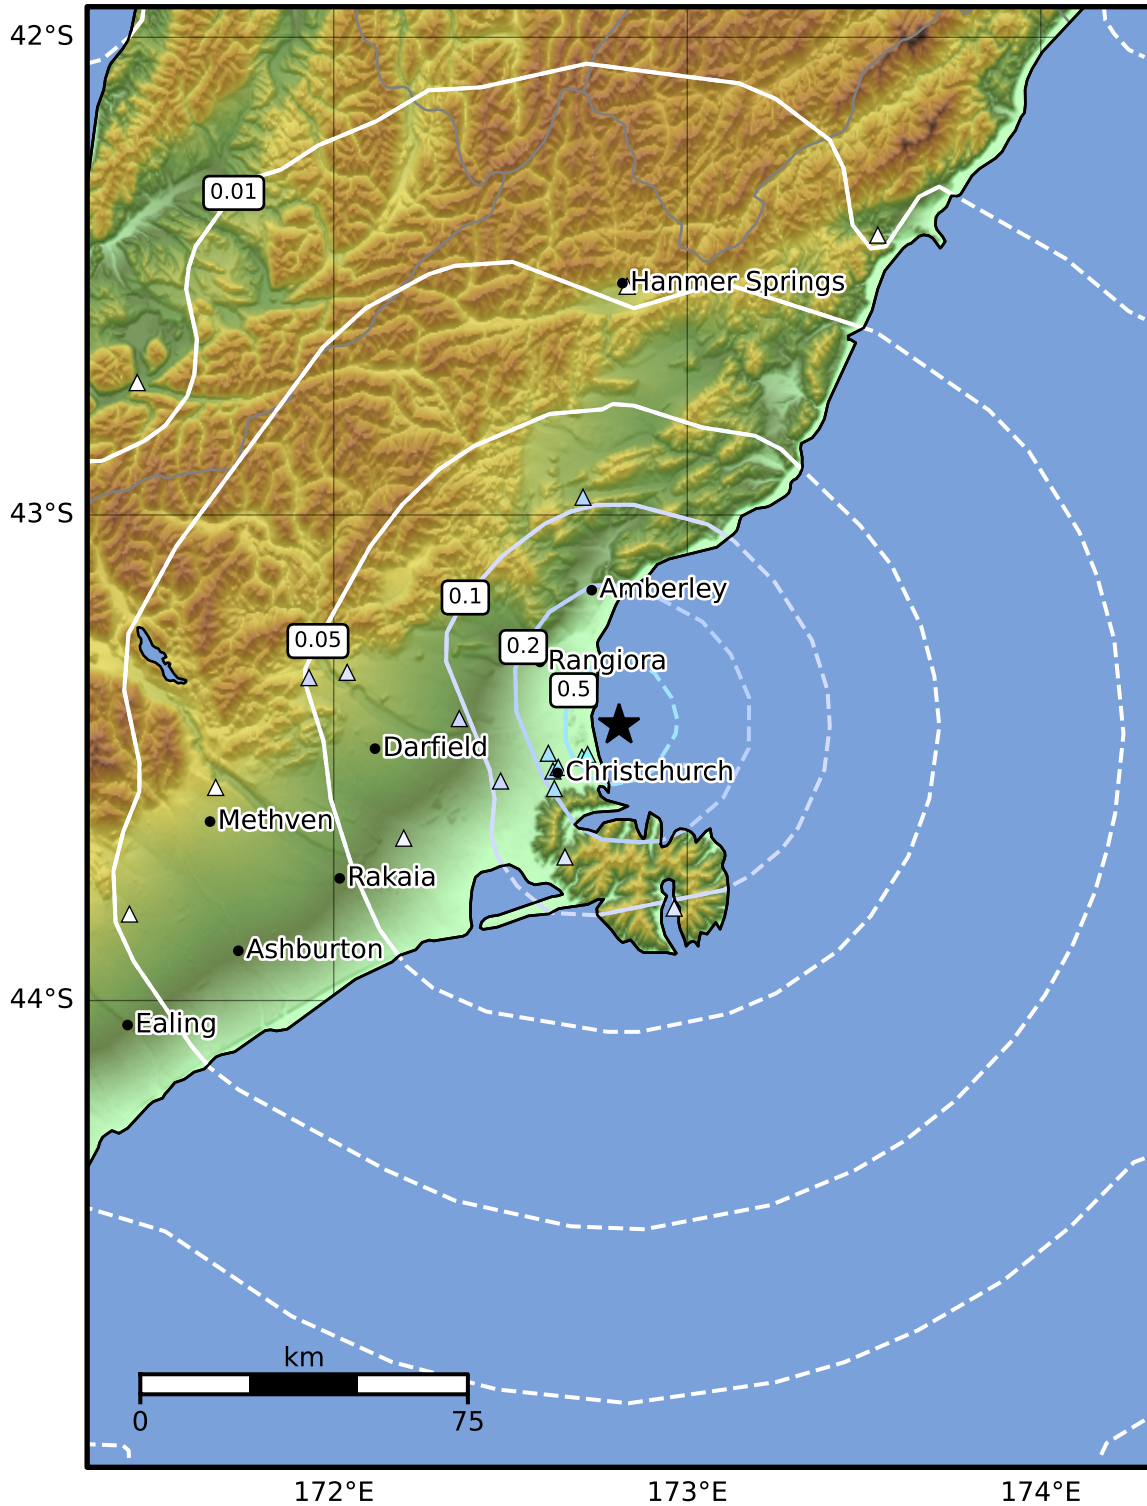 42°S
0.01
Hanmer Springs
43°S
Amberley
0.1
0.05
0.2
Rangiora
0.5
Darfield
Christchurch
Methven
Rakaia
Ashburton
44°S
Ealing
km
0 75
172°E 173°E 174°E